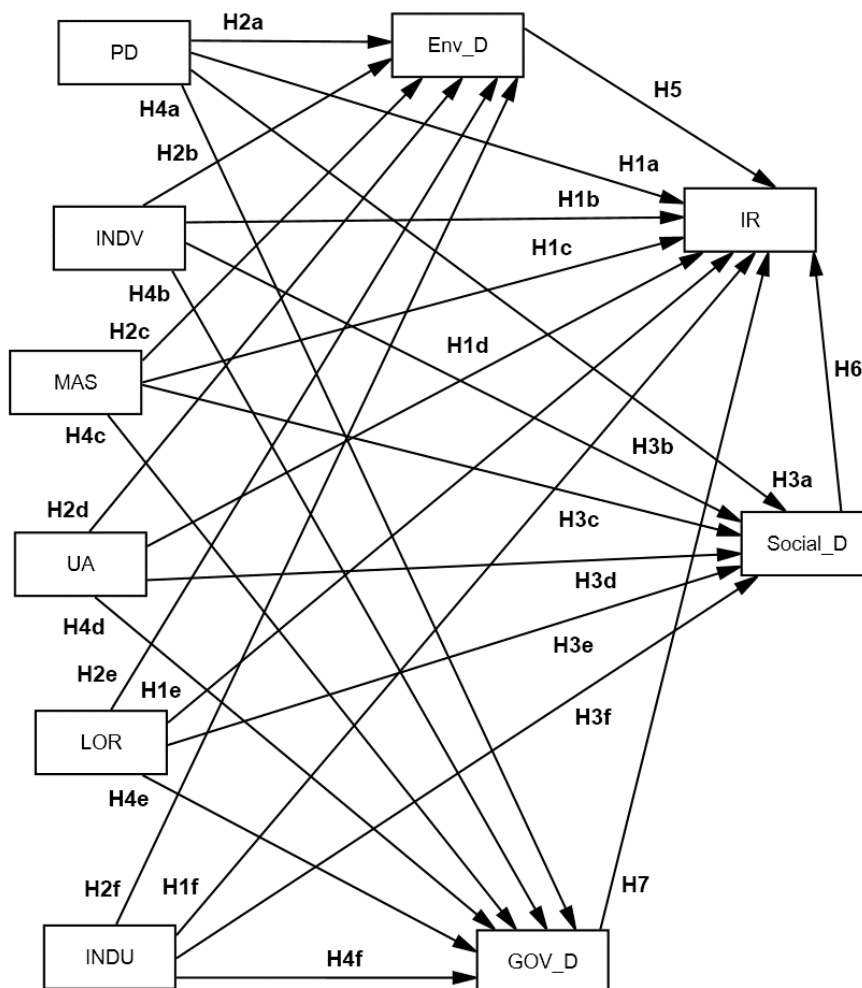 H2a
PD
Env_D
H4a
H5
H2b
H1a
INDV
H1b
IR
H1c
H4b
H2c
H1d
MAS
H6
H4c
H3b
H3a
H2d
H3c
UA
Social_D
H3d
H4d
H2e
H1e
H3e
LOR
H3f
H4e
H2f
H1f
H7
INDU
H4f
GOV_D